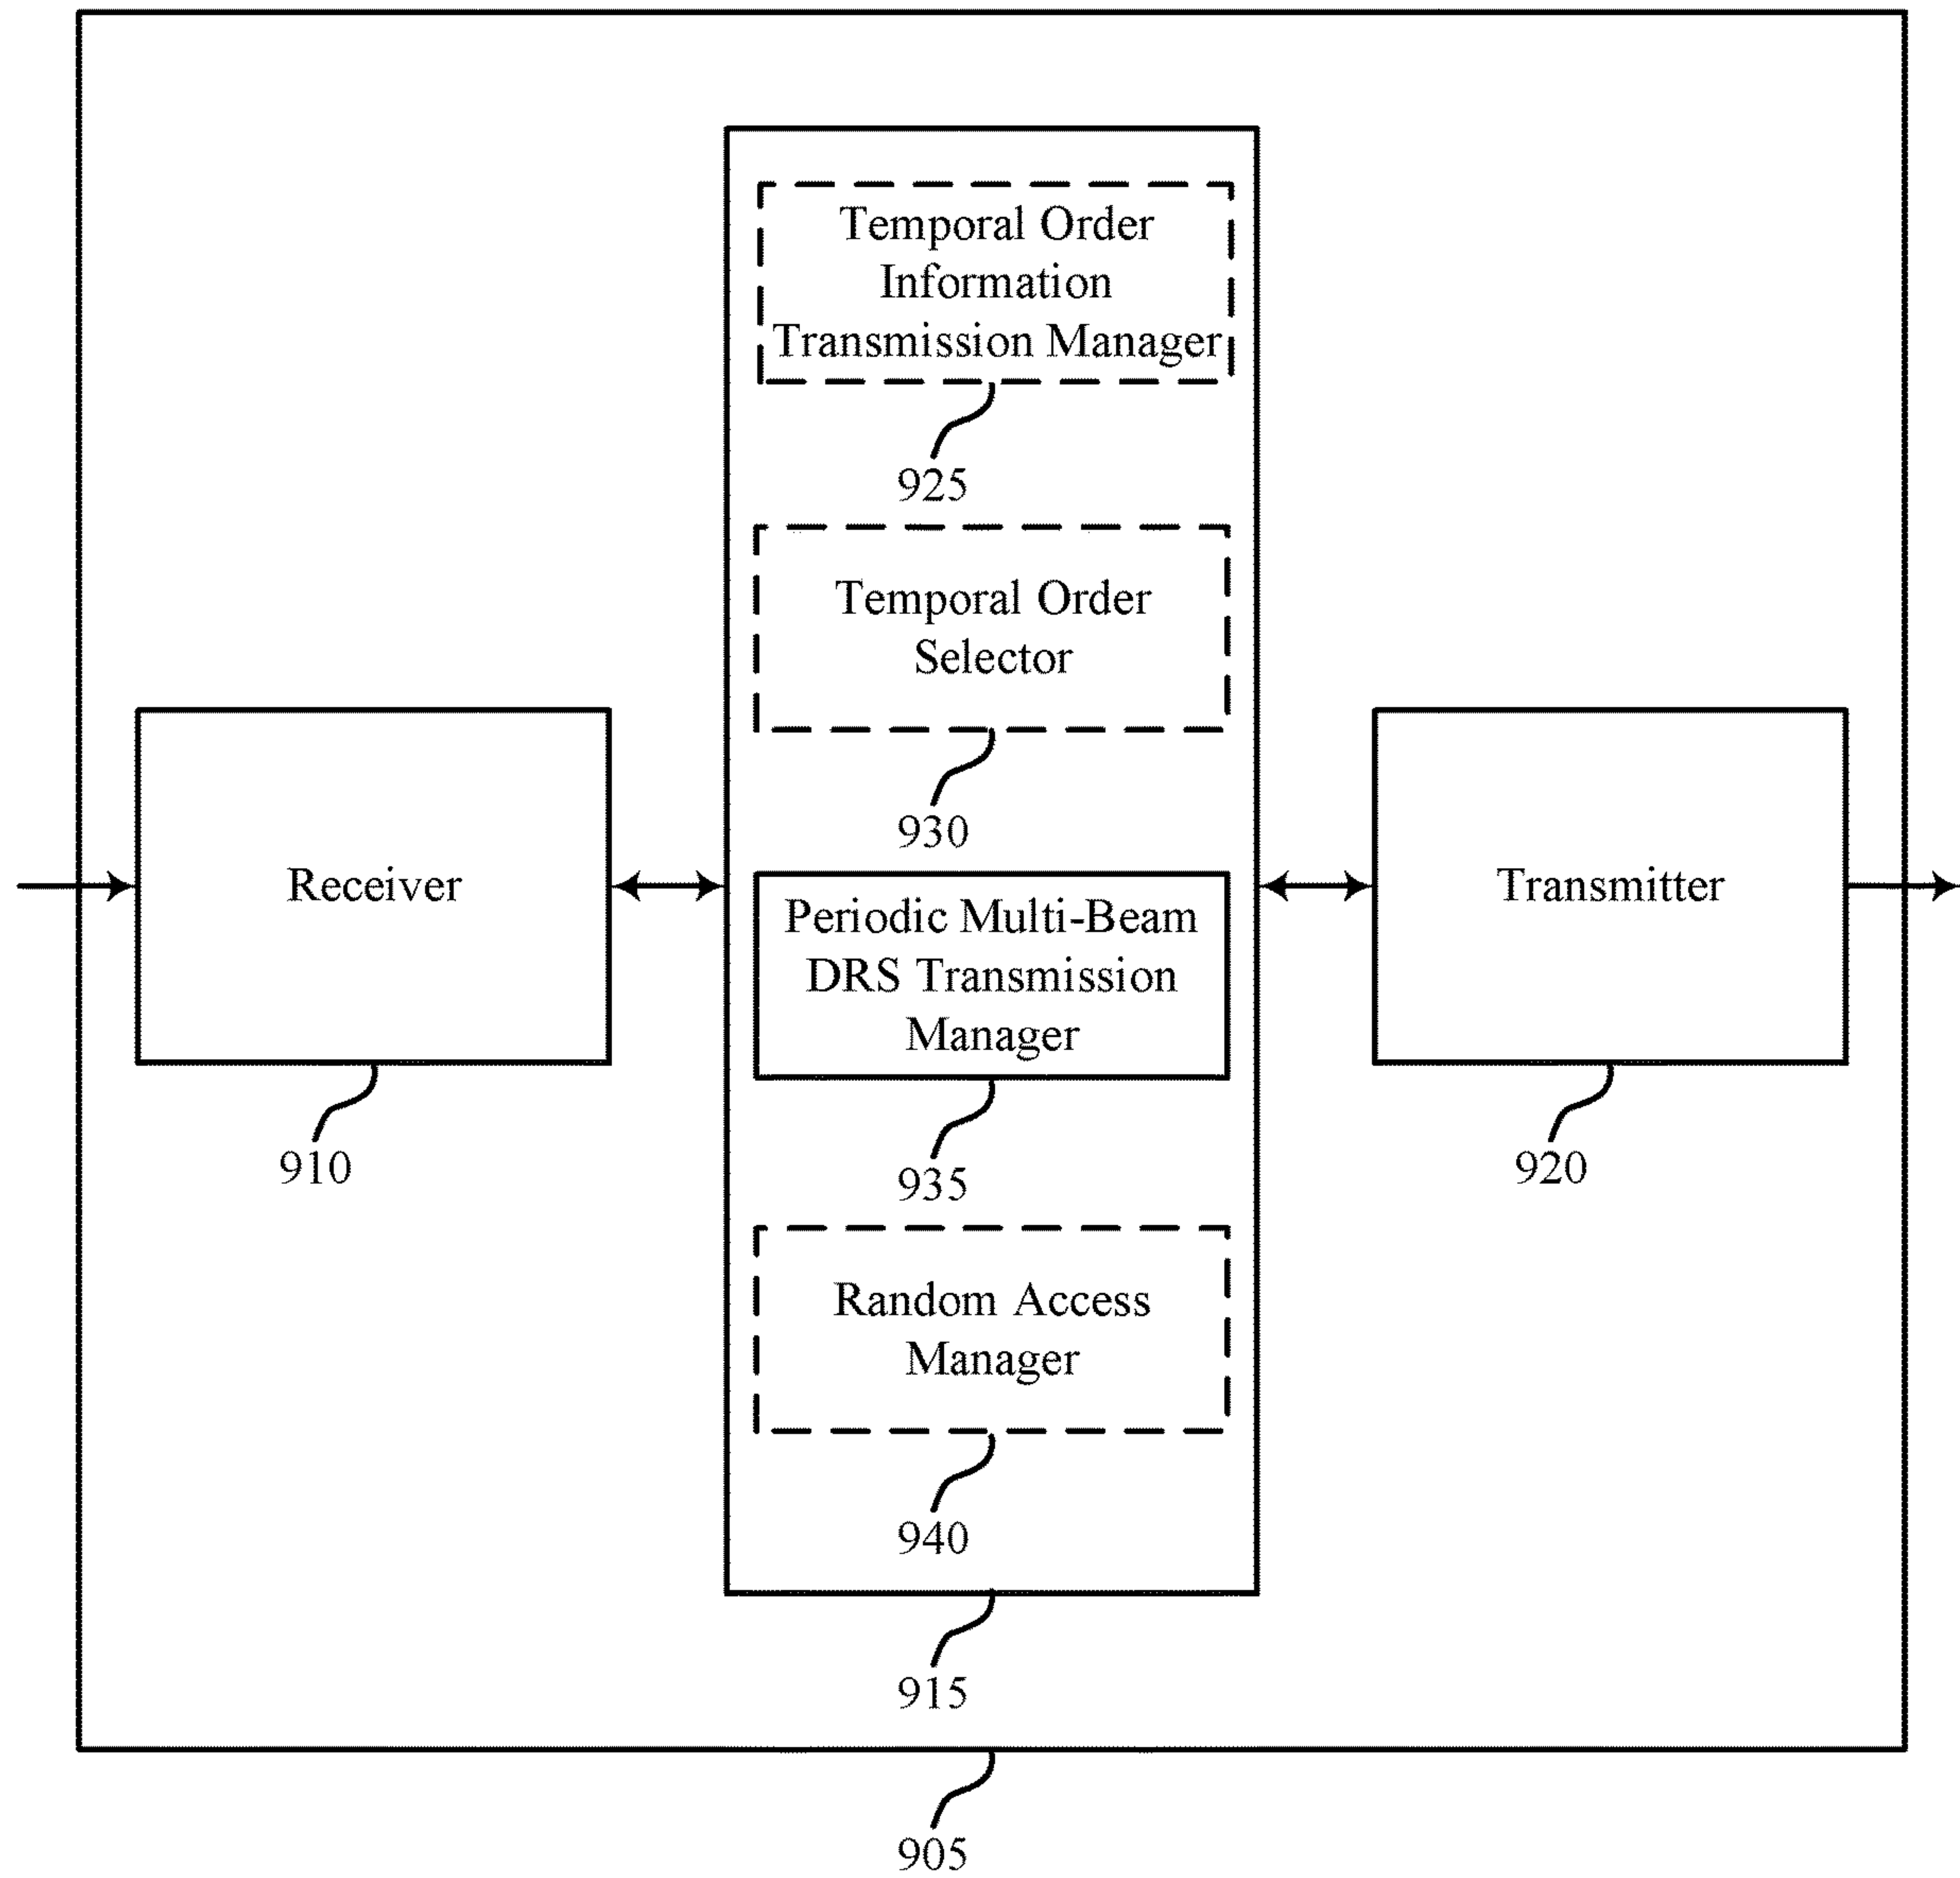 Temporal Order
Information
Transmission Manager
925
Temporal Order
Selector
930
Receiver
910
Periodic Multi-Beam
DRS Transmission
Manager
935
Transmitter
920
Random Access
Manager
940
915
905